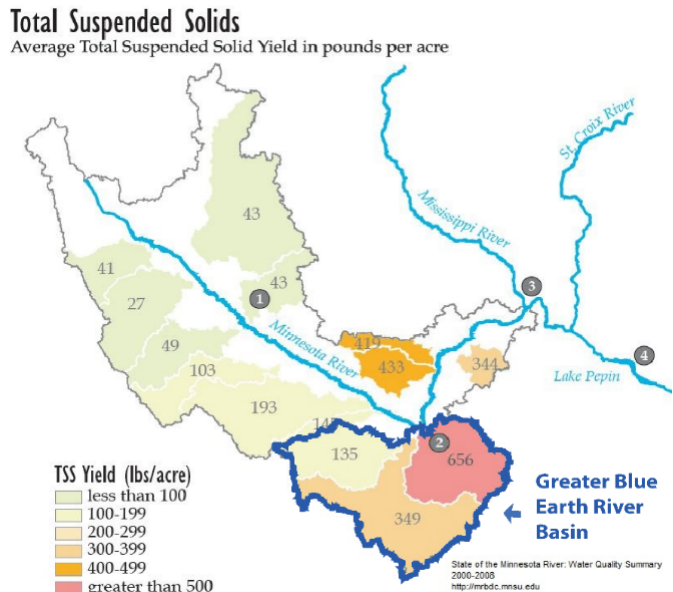 Total Suspended Solids
Average Total Suspended Solid Yield in pounds per acre
St. Croix River
Mississippi River
43
41
43
27
1
3
Minnesota River
49
419
4
103
433
344
Lake Pepin
193
2
135
656
TSS Yield (lbs/acre)
less than 100
100-199
200-299
300-399
400-499
greater than 500
349
Greater Blue
Earth River
Basin
State of the Minnesota River: Water Quality Summary
2000-2008
http://mrbdc.mnsu.edu